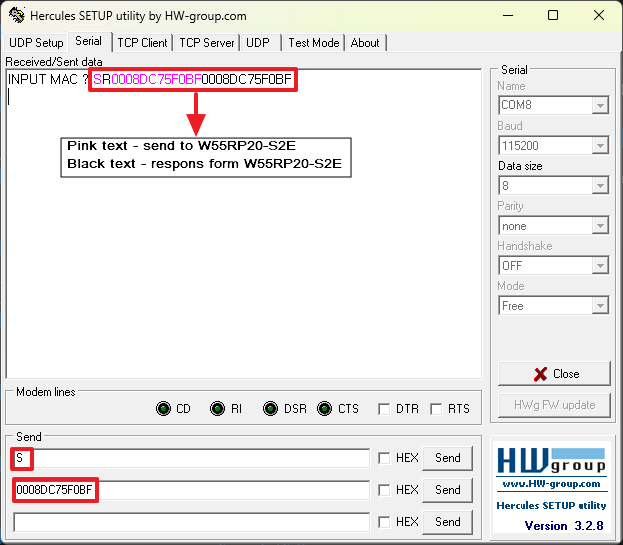 Hercules SETUP utility by HW-group.com
UDP Setup Serial TCP Client TCP Server UDP Test Mode About
Received/Sent data
INPUT MAC ? SR0008DC75F0BF0008DC75F0BF
Pink text - send to W55RP20-S2E
Black text - respons form W55RP20-S2E
Serial
Name
COM8
Baud
115200
Data size
8
Parity
none
Handshake
OFF
Mode
Free
Close
HWg FW update
Modem lines
CD RI DSR CTS DTR RTS
Send
S HEX Send
0008DC75F0BF HEX Send
HEX Send
HWgroup
www.HW-group.com
Hercules SETUP utility
Version 3.2.8